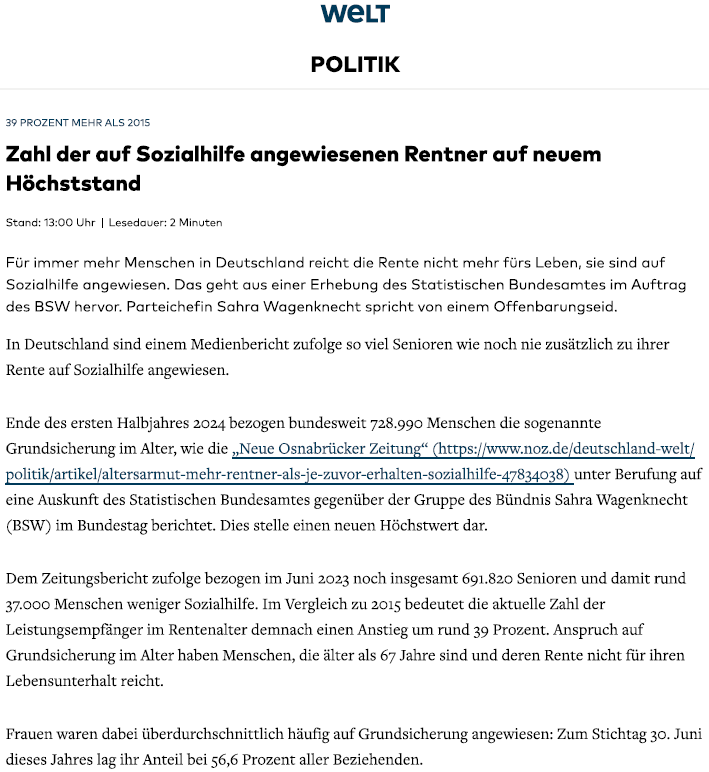 WELT
POLITIK
39 PROZENT MEHR ALS 2015
Zahl der auf Sozialhilfe angewiesenen Rentner auf neuem
Höchststand
Stand: 13:00 Uhr | Lesedauer: 2 Minuten
Für immer mehr Menschen in Deutschland reicht die Rente nicht mehr fürs Leben, sie sind auf
Sozialhilfe angewiesen. Das geht aus einer Erhebung des Statistischen Bundesamtes im Auftrag
des BSW hervor. Parteichefin Sahra Wagenknecht spricht von einem Offenbarungseid.
In Deutschland sind einem Medienbericht zufolge so viel Senioren wie noch nie zusätzlich zu ihrer
Rente auf Sozialhilfe angewiesen.
Ende des ersten Halbjahres 2024 bezogen bundesweit 728.990 Menschen die sogenannte
Grundsicherung im Alter, wie die „Neue Osnabrücker Zeitung“ (https://www.noz.de/deutschland-welt/
politik/artikel/altersarmut-mehr-rentner-als-je-zuvor-erhalten-sozialhilfe-47834038) unter Berufung auf
eine Auskunft des Statistischen Bundesamtes gegenüber der Gruppe des Bündnis Sahra Wagenknecht
(BSW) im Bundestag berichtet. Dies stelle einen neuen Höchstwert dar.
Dem Zeitungsbericht zufolge bezogen im Juni 2023 noch insgesamt 691.820 Senioren und damit rund
37.000 Menschen weniger Sozialhilfe. Im Vergleich zu 2015 bedeutet die aktuelle Zahl der
Leistungsempfänger im Rentenalter demnach einen Anstieg um rund 39 Prozent. Anspruch auf
Grundsicherung im Alter haben Menschen, die älter als 67 Jahre sind und deren Rente nicht für ihren
Lebensunterhalt reicht.
Frauen waren dabei überdurchschnittlich häufig auf Grundsicherung angewiesen: Zum Stichtag 30. Juni
dieses Jahres lag ihr Anteil bei 56,6 Prozent aller Beziehenden.